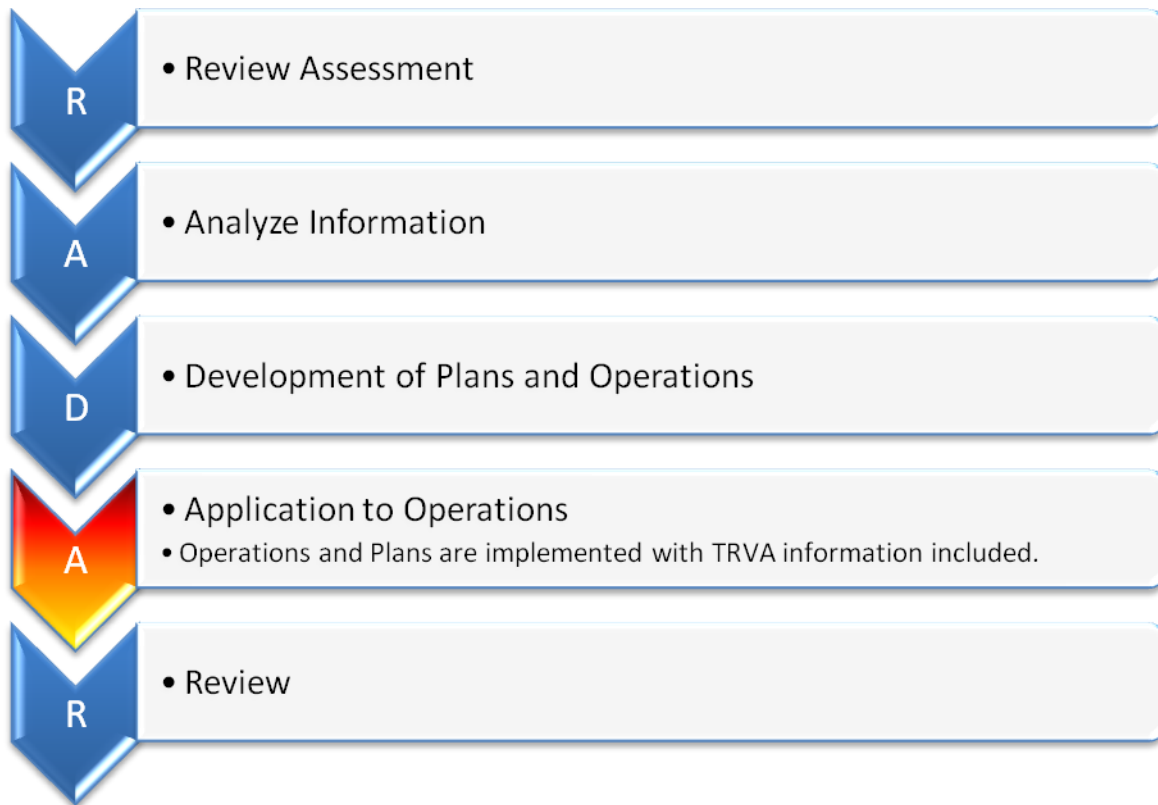 R
• Review Assessment
A
• Analyze Information
D
• Development of Plans and Operations
A
• Application to Operations
• Operations and Plans are implemented with TRVA information included.
R
• Review